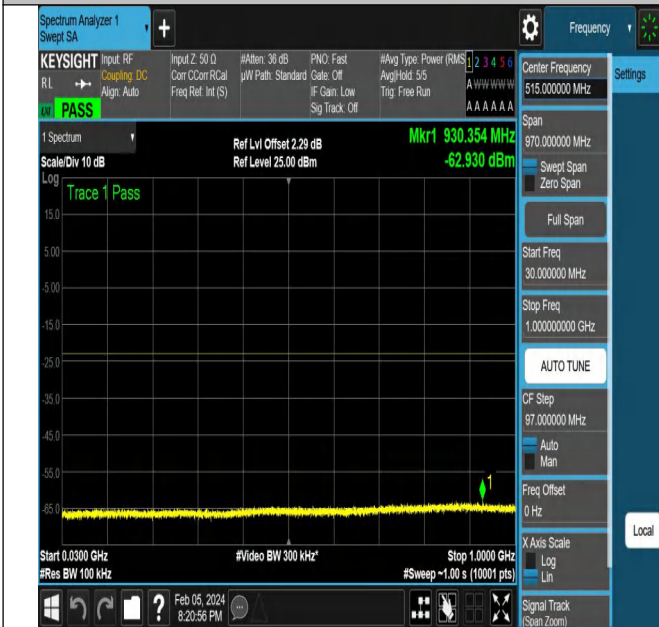 Spectrum Analyzer 1
Swept SA
+
Frequency
KEYSIGHT
RL
Input: RF
Coupling: DC
Align: Auto
Input Z: 50 Ω
Corr CCorr RCal
Freq Ref: Int (S)
#Atten: 36 dB
µW Path: Standard
PNO: Fast
Gate: Off
IF Gain: Low
Sig Track: Off
#Avg Type: Power (RMS
Avg|Hold: 5/5
Trig: Free Run
1 2 3 4 5 6
A W W W W W
A A A A A A
PASS
1 Spectrum
Scale/Div 10 dB
Log
Ref Lvl Offset 2.29 dB
Ref Level 25.00 dBm
Mkr1 930.354 MHz
-62.930 dBm
Trace 1 Pass
15.0
5.00
-5.00
-15.0
-25.0
-35.0
-45.0
-55.0
-65.0
1
Start 0.0300 GHz
#Res BW 100 kHz
#Video BW 300 kHz*
Stop 1.0000 GHz
#Sweep ~1.00 s (10001 pts)
Feb 05, 2024
8:20:56 PM
Center Frequency
515.000000 MHz
Settings
Span
970.000000 MHz
Swept Span
Zero Span
Full Span
Start Freq
30.000000 MHz
Stop Freq
1.000000000 GHz
AUTO TUNE
CF Step
97.000000 MHz
Auto
Man
Freq Offset
0 Hz
Local
X Axis Scale
Log
Lin
Signal Track
(Span Zoom)